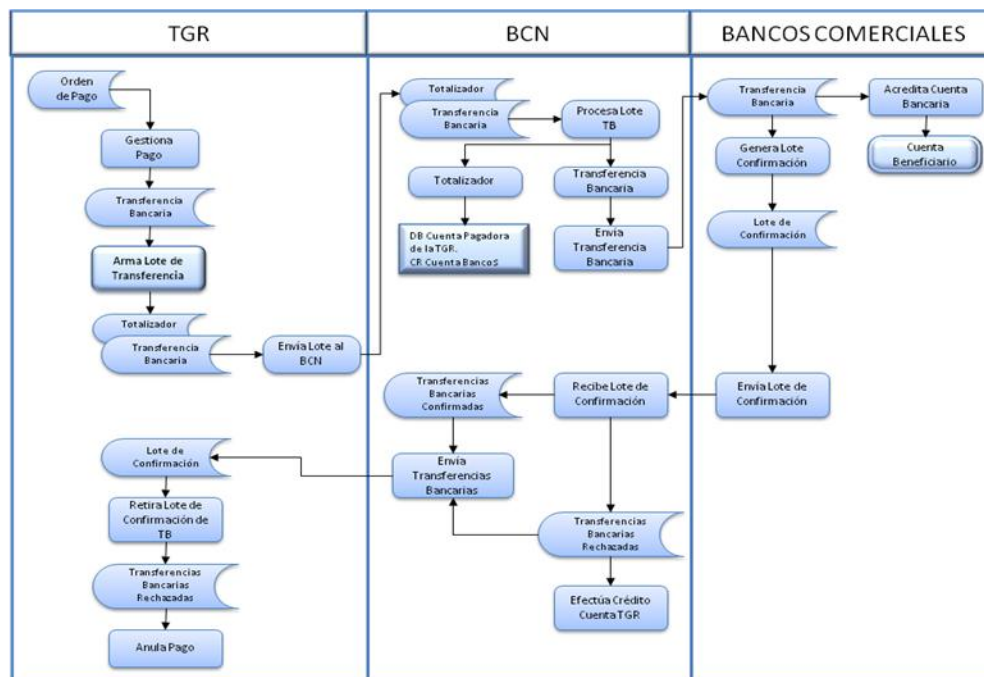 TGR
BCN
BANCOS COMERCIALES
Orden
de Pago
Gestiona
Pago
Transferencia
Bancaria
Arma Lote de
Transferencia
Totalizador
Transferencia
Bancaria
Envía Lote al
BCN
Lote de
Confirmación
Retira Lote de
Confirmación de
TB
Transferencias
Bancarias
Rechazadas
Anula Pago
Totalizador
Transferencia
Bancaria
Procesa Lote
TB
Totalizador
Transferencia
Bancaria
DB Cuenta Pagadora
de la TGR.
CR Cuenta Bancos
Envía
Transferencia
Bancaria
Transferencias
Bancarias
Confirmadas
Recibe Lote de
Confirmación
Envía
Transferencias
Bancarias
Transferencias
Bancarias
Rechazadas
Efectúa Crédito
Cuenta TGR
Transferencia
Bancaria
Acredita Cuenta
Bancaria
Genera Lote
Confirmación
Cuenta
Beneficiario
Lote de
Confirmación
Envía Lote de
Confirmación